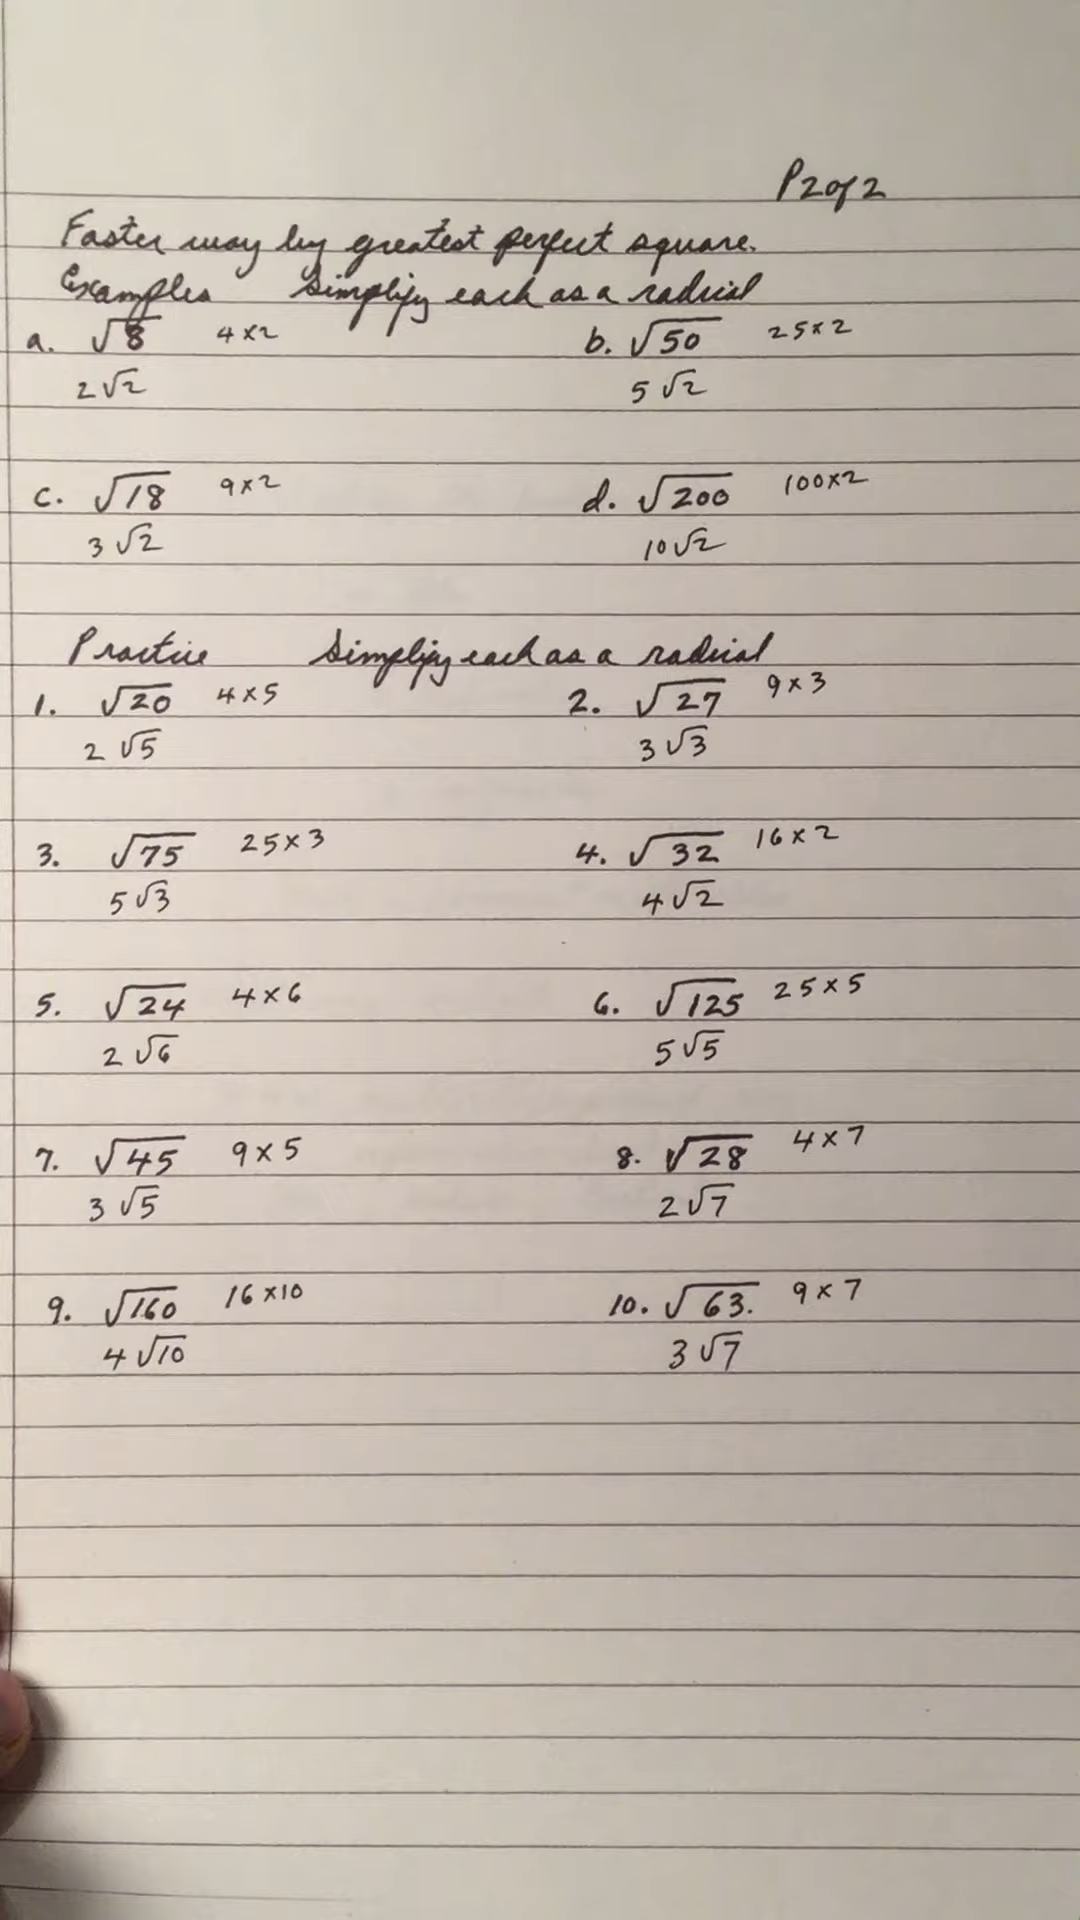 P2of2
Faster way by greatest perfect square.
Examples Simplify each as a radical
a. √8 4×2 b. √50 25×2
2√2 5√2
c. √18 9×2 d. √200 100×2
3√2 10√2
Practice Simplify each as a radical
1. √20 4×5 2. √27 9×3
2√5 3√3
3. √75 25×3 4. √32 16×2
5√3 4√2
5. √24 4×6 6. √125 25×5
2√6 5√5
7. √45 9×5 8. √28 4×7
3√5 2√7
9. √160 16×10 10. √63. 9×7
4√10 3√7